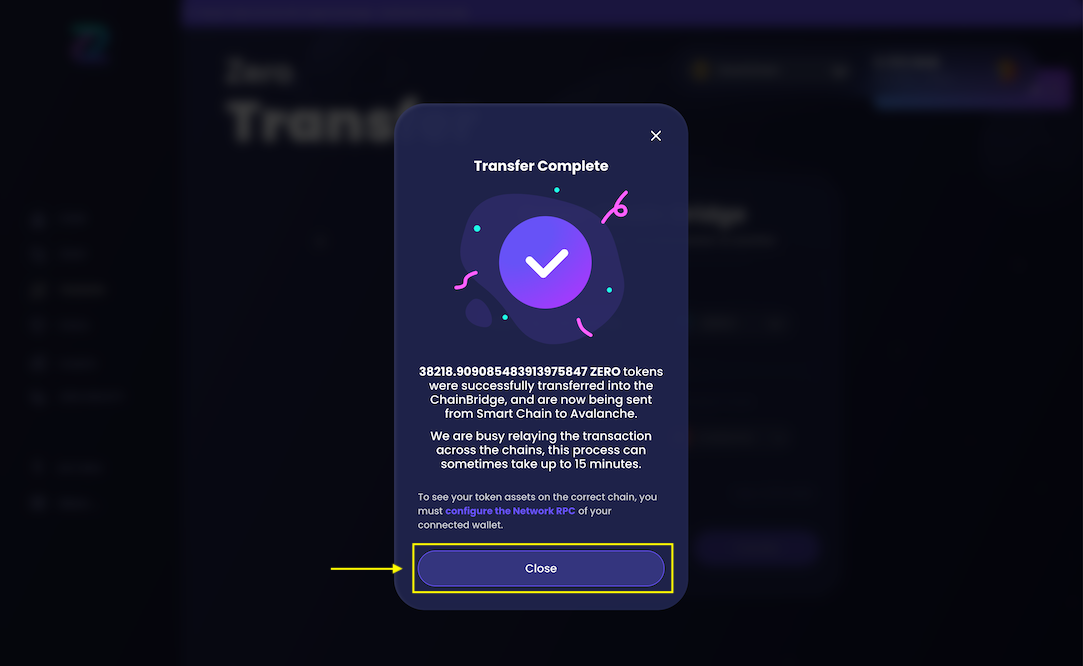 Zero
Transfer
Transfer Complete
38218.909085483913975847 ZERO tokens
were successfully transferred into the
ChainBridge, and are now being sent
from Smart Chain to Avalanche.
We are busy relaying the transaction
across the chains, this process can
sometimes take up to 15 minutes.
To see your token assets on the correct chain, you
must configure the Network RPC of your
connected wallet.
Close